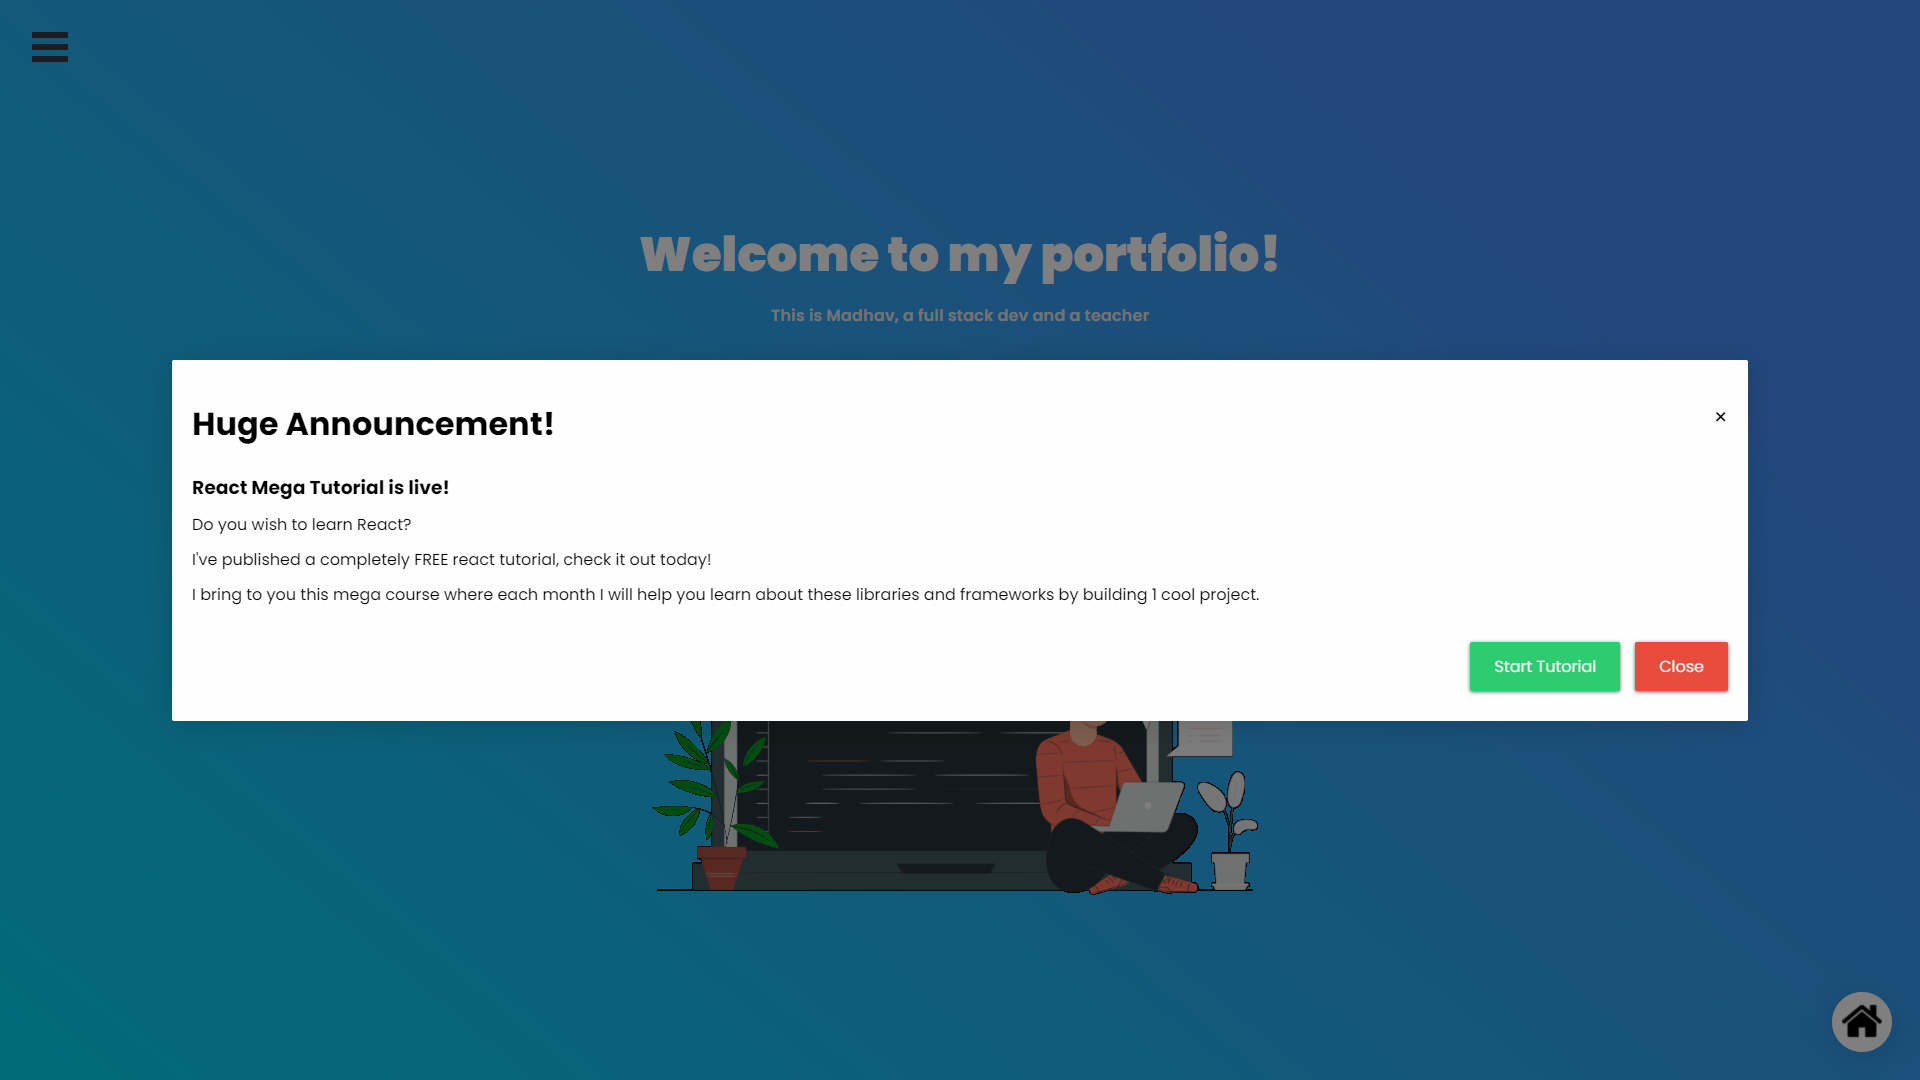 Welcome to my portfolio!
This is Madhav, a full stack dev and a teacher
Huge Announcement!
×
React Mega Tutorial is live!
Do you wish to learn React?
I've published a completely FREE react tutorial, check it out today!
I bring to you this mega course where each month I will help you learn about these libraries and frameworks by building 1 cool project.
Start Tutorial
Close